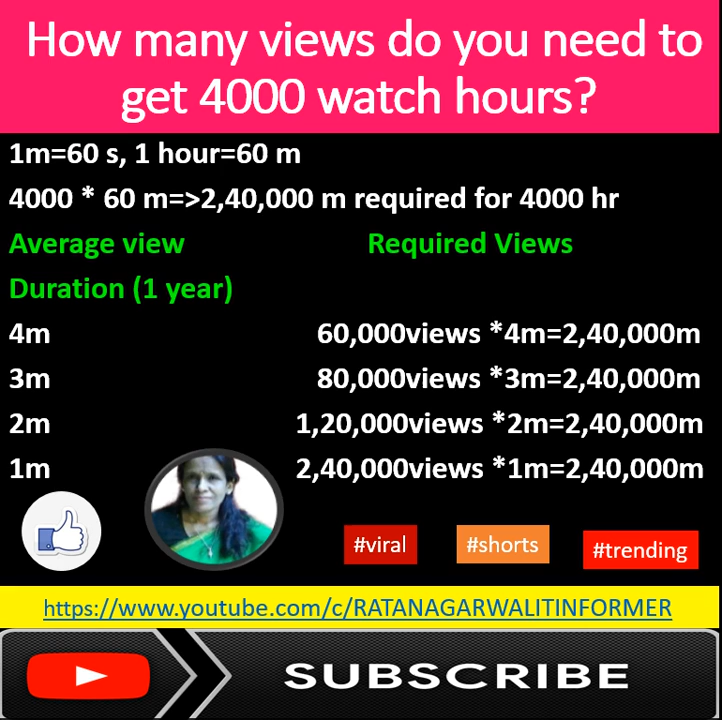 How many views do you need to
get 4000 watch hours?
1m=60 s, 1 hour=60 m
4000 * 60 m=>2,40,000 m required for 4000 hr
Average view Required Views
Duration (1 year)
4m 60,000views *4m=2,40,000m
3m 80,000views *3m=2,40,000m
2m 1,20,000views *2m=2,40,000m
1m 2,40,000views *1m=2,40,000m
#viral #shorts #trending
https://www.youtube.com/c/RATANAGARWALITINFORMER
SUBSCRIBE